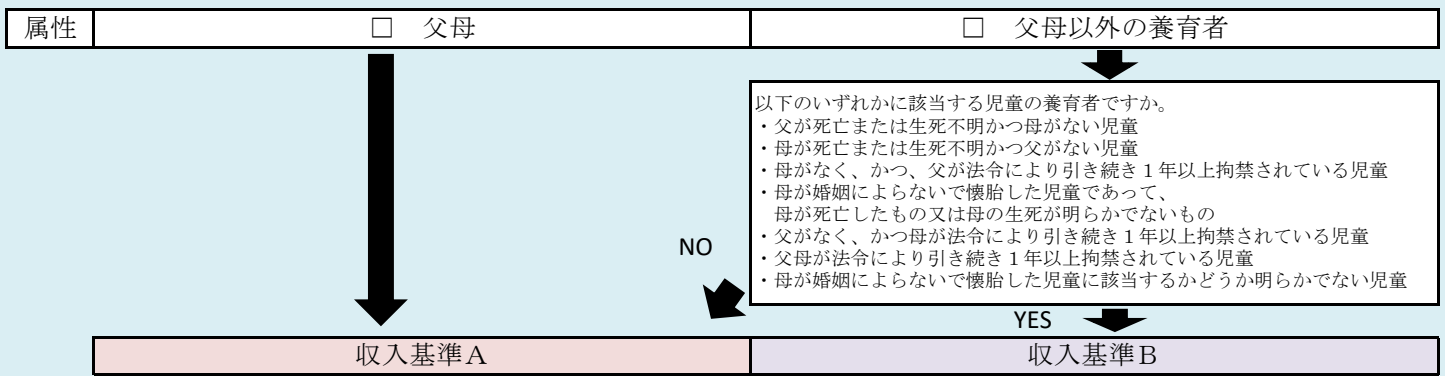 属性
□ 父母
□ 父母以外の養育者
以下のいずれかに該当する児童の養育者ですか。
・父が死亡または生死不明かつ母がない児童
・母が死亡または生死不明かつ父がない児童
・母がなく、かつ、父が法令により引き続き１年以上拘禁されている児童
・母が婚姻によらないで懐胎した児童であって、
母が死亡したもの又は母の生死が明らかでないもの
・父がなく、かつ母が法令により引き続き１年以上拘禁されている児童
・父母が法令により引き続き１年以上拘禁されている児童
・母が婚姻によらないで懐胎した児童に該当するかどうか明らかでない児童
NO
YES
収入基準Ａ
収入基準Ｂ